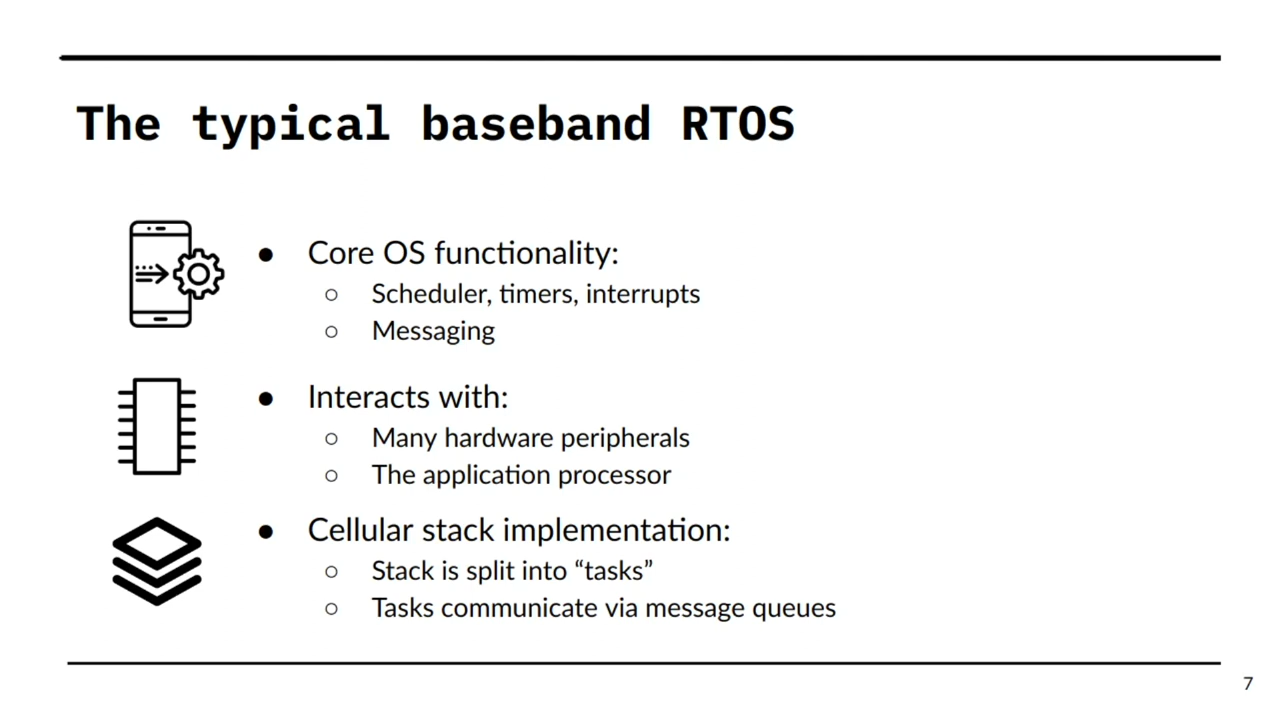 The typical baseband RTOS
● Core OS functionality:
○ Scheduler, timers, interrupts
○ Messaging
● Interacts with:
○ Many hardware peripherals
○ The application processor
● Cellular stack implementation:
○ Stack is split into “tasks”
○ Tasks communicate via message queues
7